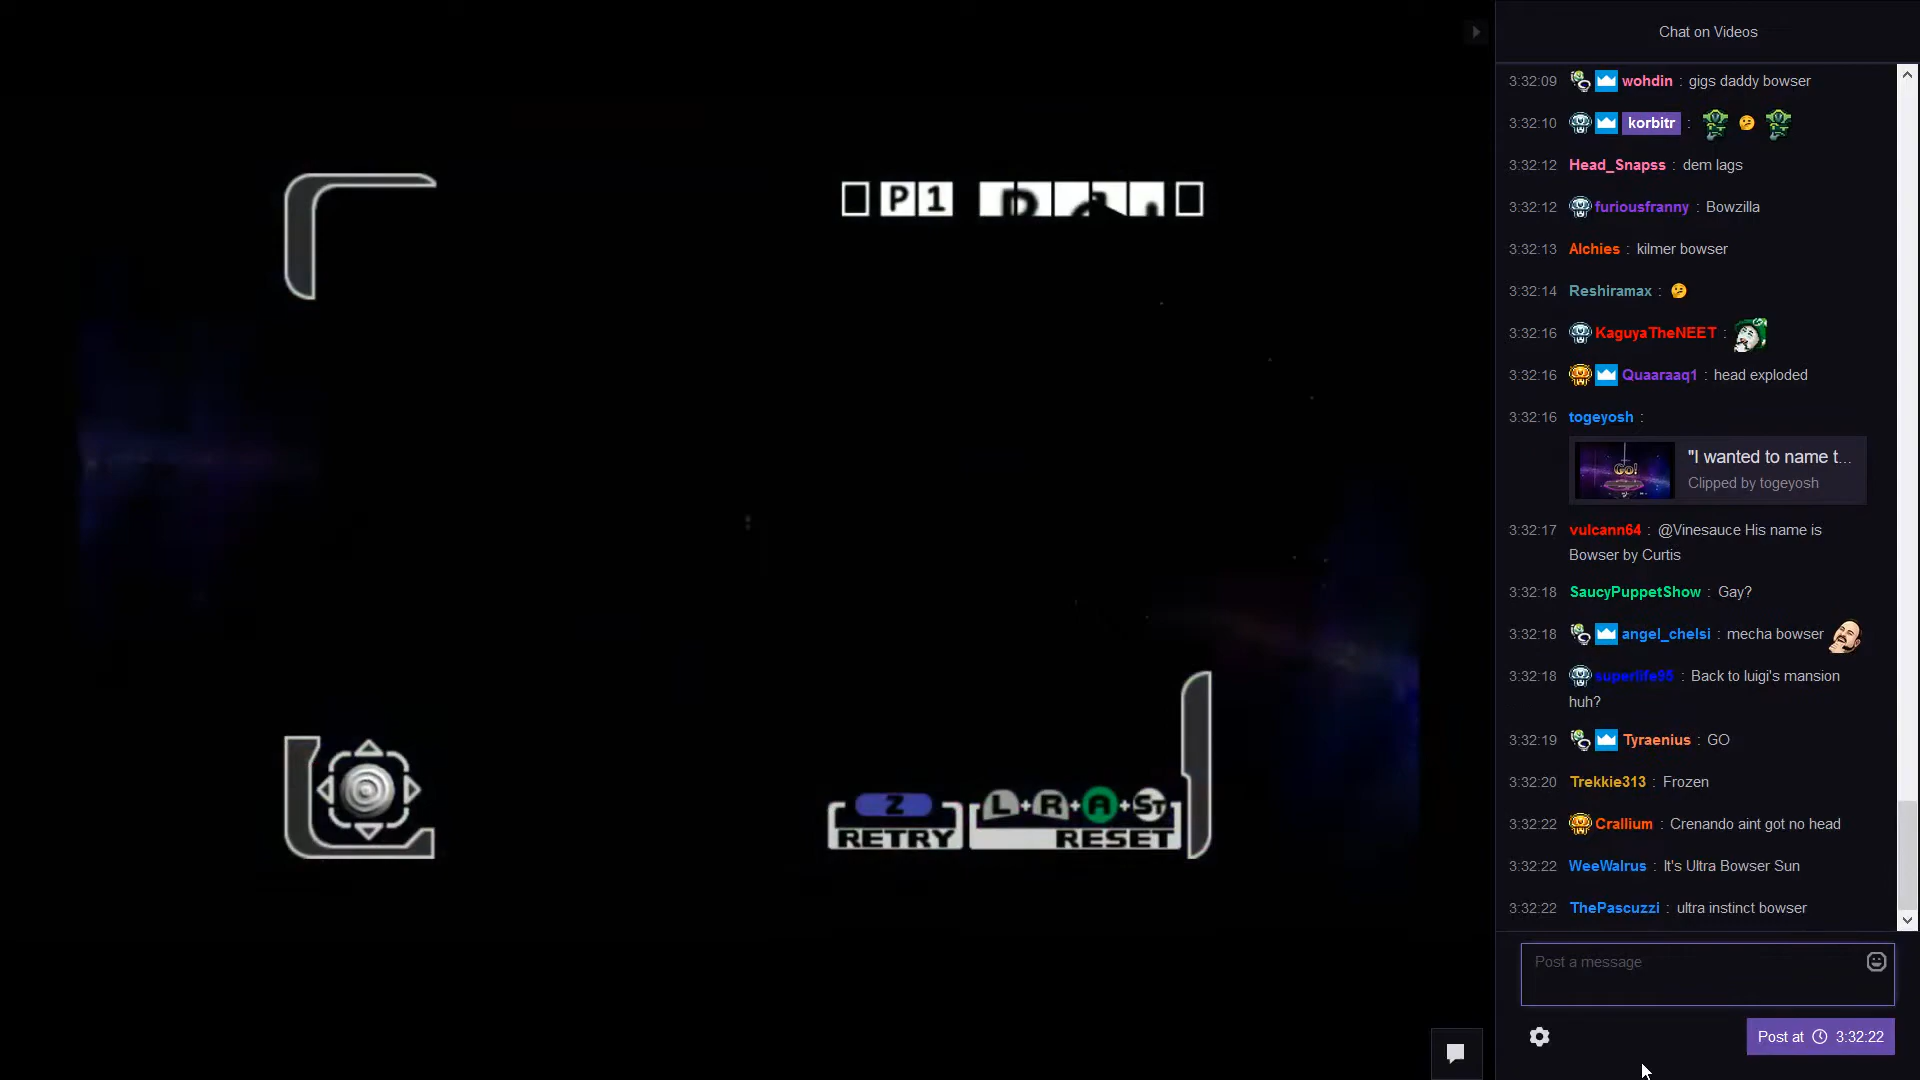 P1
Z
RETRY
L+R+A+ST
RESET
Chat on Videos
3:32:09 wohdin : gigs daddy bowser
3:32:10 korbitr :
3:32:12 Head_Snapss : dem lags
3:32:12 furiousfranny : Bowzilla
3:32:13 Alchies : kilmer bowser
3:32:14 Reshiramax :
3:32:16 KaguyaTheNEET :
3:32:16 Quaaraaq1 : head exploded
3:32:16 togeyosh :
Go!
"I wanted to name t...
Clipped by togeyosh
3:32:17 vulcann64 : @Vinesauce His name is
Bowser by Curtis
3:32:18 SaucyPuppetShow : Gay?
3:32:18 angel_chelsi : mecha bowser
3:32:18 superlife95 : Back to luigi's mansion
huh?
3:32:19 Tyraenius : GO
3:32:20 Trekkie313 : Frozen
3:32:22 Crallium : Crenando aint got no head
3:32:22 WeeWalrus : It's Ultra Bowser Sun
3:32:22 ThePascuzzi : ultra instinct bowser
Post a message
Post at 3:32:22